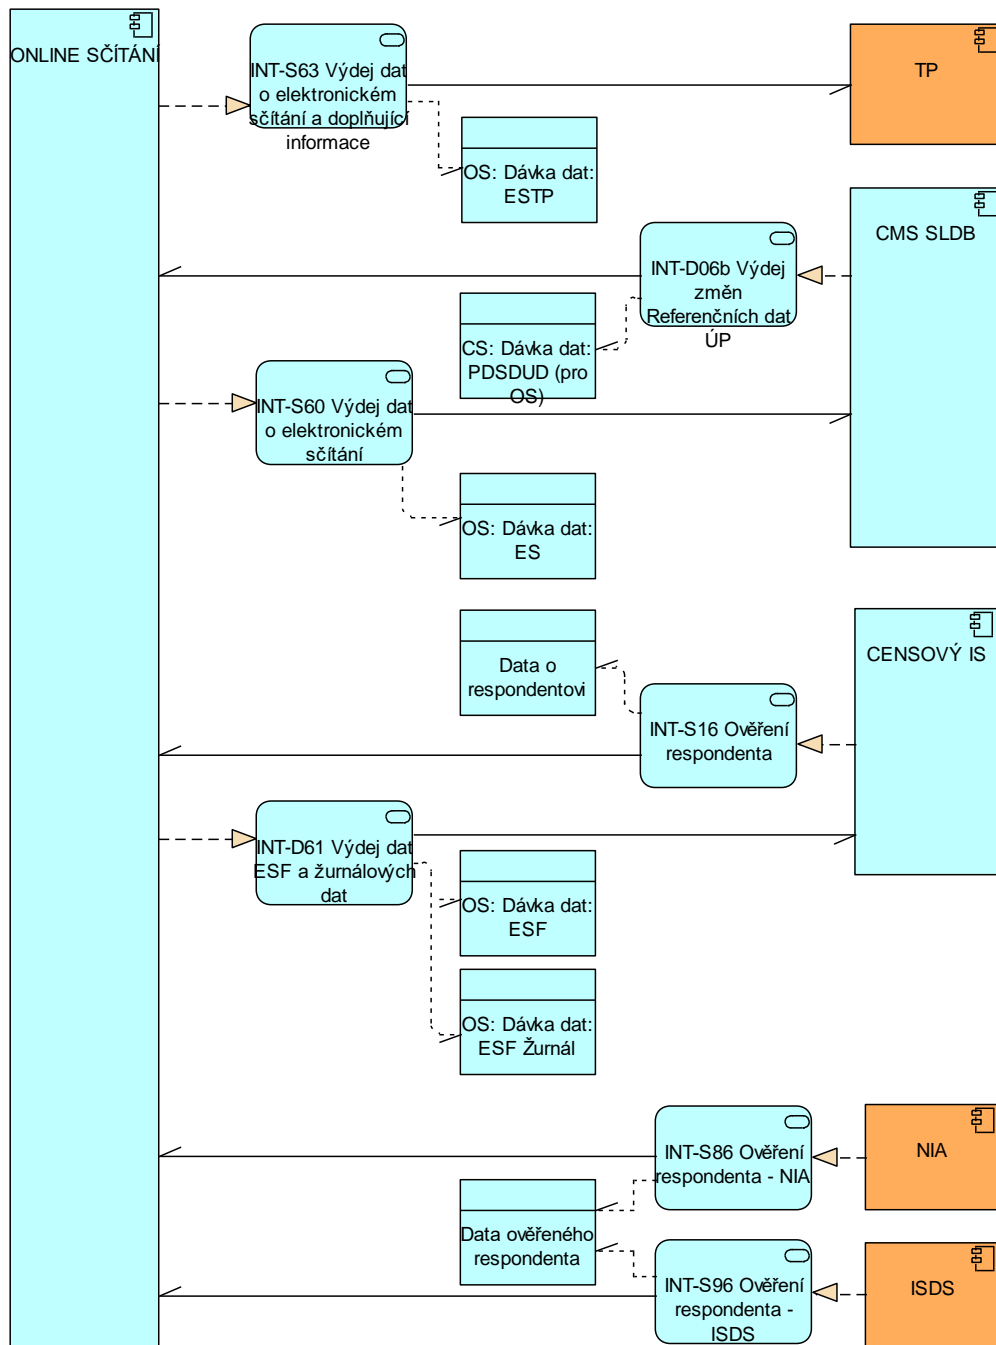 ONLINE SČÍTÁNÍ
INT-S63 Výdej dat
o elektronickém
sčítání a doplňující
informace
TP
OS: Dávka dat:
ESTP
CMS SLDB
INT-D06b Výdej
změn
Referenčních dat
ÚP
CS: Dávka dat:
PDSDUD (pro
OS)
INT-S60 Výdej dat
o elektronickém
sčítání
OS: Dávka dat:
ES
Data o
respondentovi
CENSOVÝ IS
INT-S16 Ověření
respondenta
INT-D61 Výdej dat
ESF a žurnálových
dat
OS: Dávka dat:
ESF
OS: Dávka dat:
ESF Žurnál
INT-S86 Ověření
respondenta - NIA
NIA
Data ověřeného
respondenta
INT-S96 Ověření
respondenta -
ISDS
ISDS